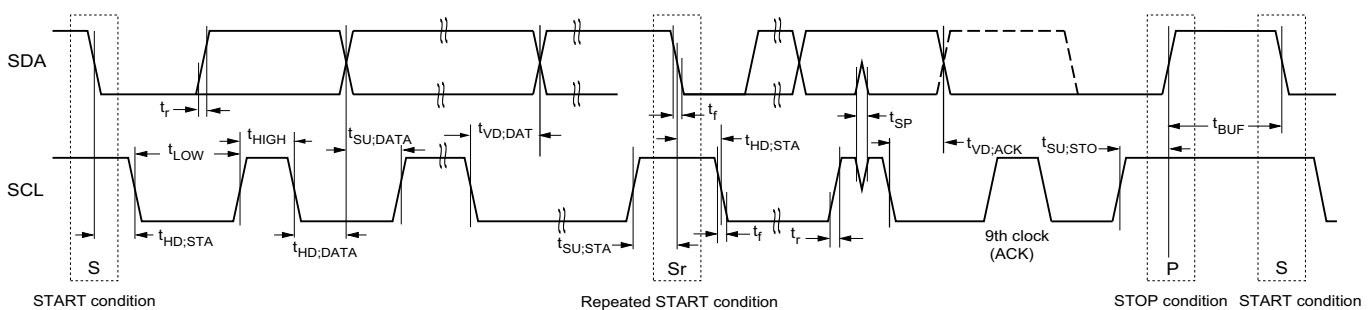 SDA
t_r
t_f
t_SP
t_BUF
t_HIGH
t_SU;DATA
t_VD;DAT
t_HD;STA
t_LOW
t_VD;ACK
t_SU;STO
SCL
t_HD;STA
t_HD;DATA
t_SU;STA
t_f
t_r
9th clock
(ACK)
S
Sr
P
S
START condition
Repeated START condition
STOP condition
START condition